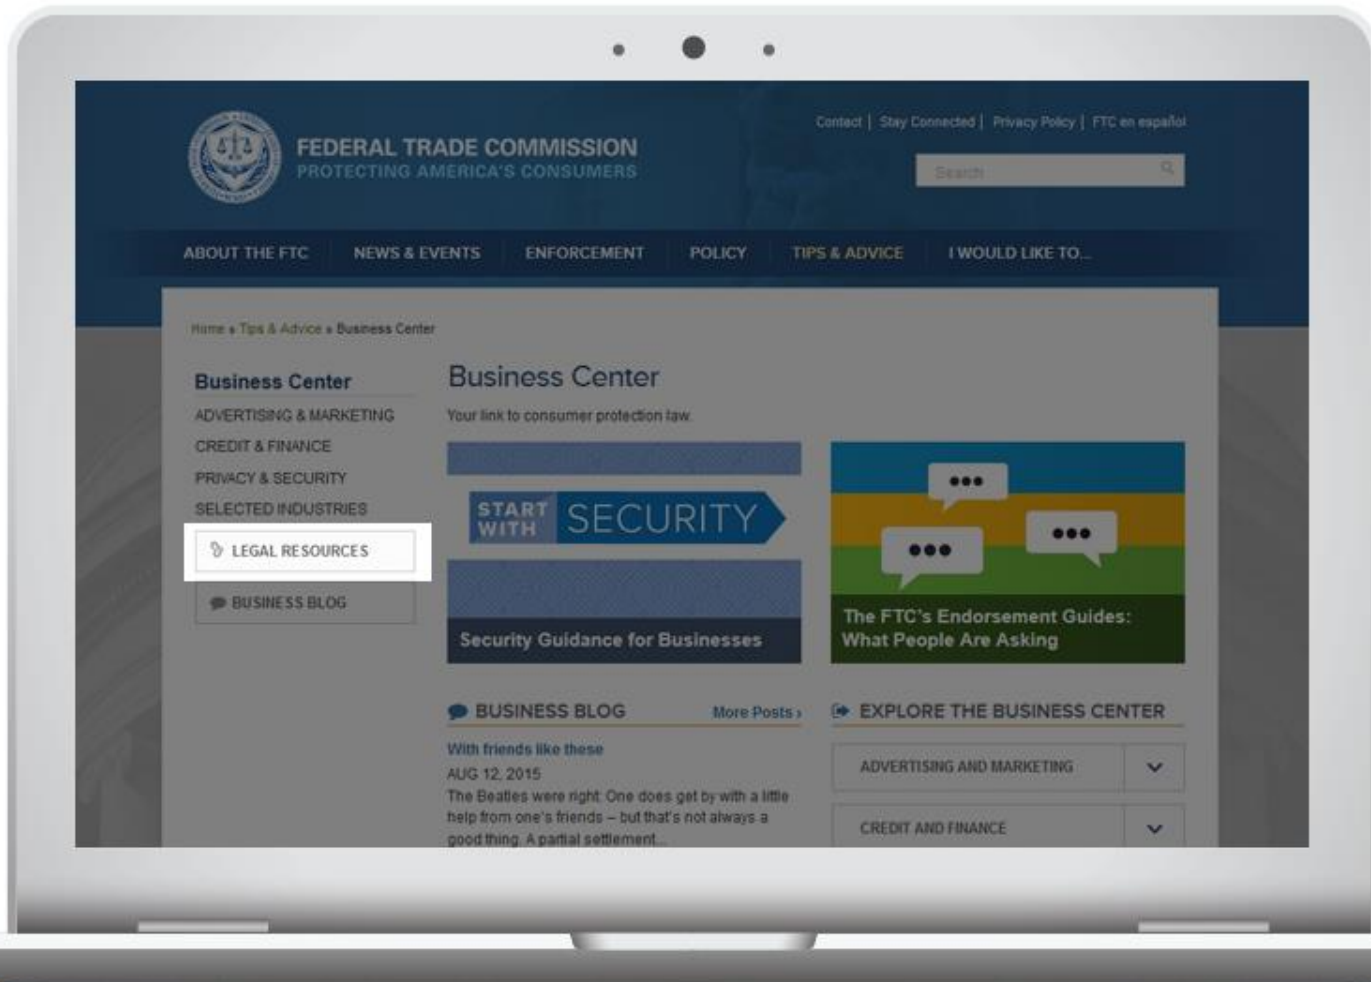 FEDERAL TRADE COMMISSION
PROTECTING AMERICA'S CONSUMERS
Contact | Stay Connected | Privacy Policy | FTC en español
Search
ABOUT THE FTC NEWS & EVENTS ENFORCEMENT POLICY TIPS & ADVICE I WOULD LIKE TO...
Home » Tips & Advice » Business Center
Business Center
ADVERTISING & MARKETING
CREDIT & FINANCE
PRIVACY & SECURITY
SELECTED INDUSTRIES
LEGAL RESOURCES
BUSINESS BLOG
Business Center
Your link to consumer protection law.
START
WITH
SECURITY
Security Guidance for Businesses
The FTC's Endorsement Guides:
What People Are Asking
BUSINESS BLOG More Posts ›
With friends like these
AUG 12, 2015
The Beatles were right: One does get by with a little
help from one's friends – but that's not always a
good thing. A partial settlement...
EXPLORE THE BUSINESS CENTER
ADVERTISING AND MARKETING
CREDIT AND FINANCE